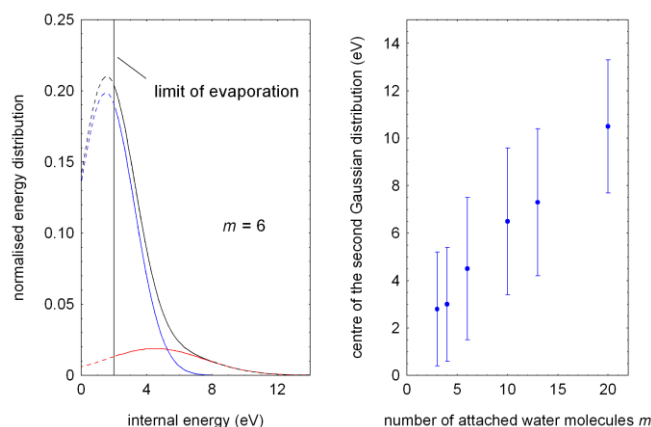 normalised energy distribution
0.25
0.20
0.15
0.10
0.05
0
limit of evaporation
m = 6
0 4 8 12
internal energy (eV)
centre of the second Gaussian distribution (eV)
14
12
10
8
6
4
2
0
0 5 10 15 20
number of attached water molecules m